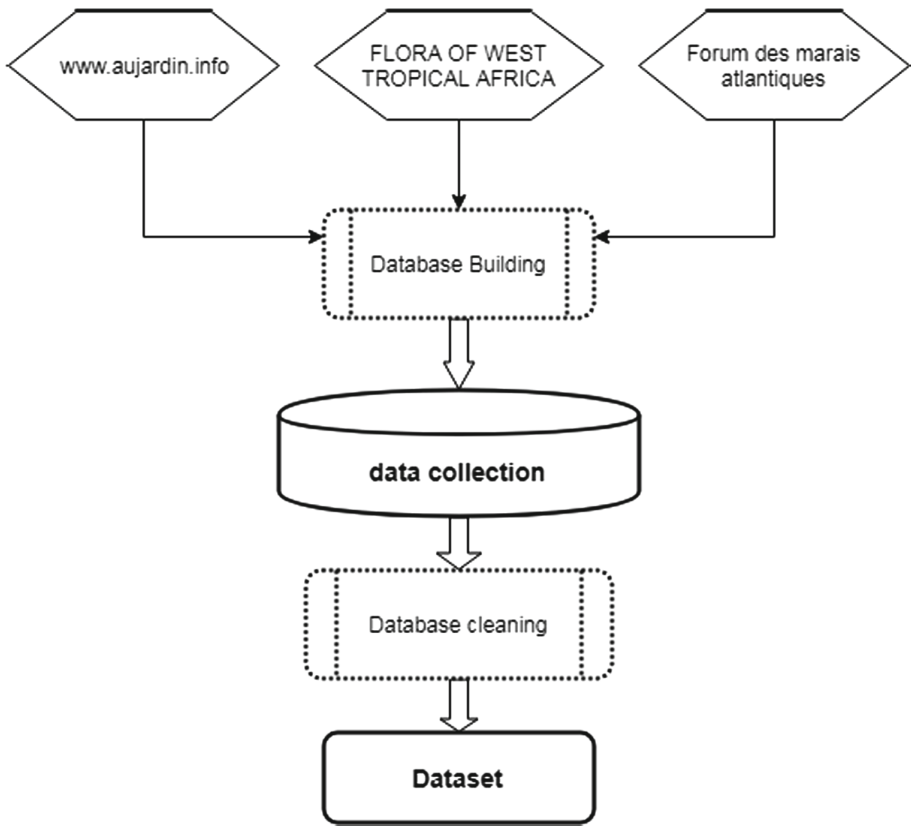 www.aujardin.info
FLORA OF WEST
TROPICAL AFRICA
Forum des marais
atlantiques
Database Building
data collection
Database cleaning
Dataset